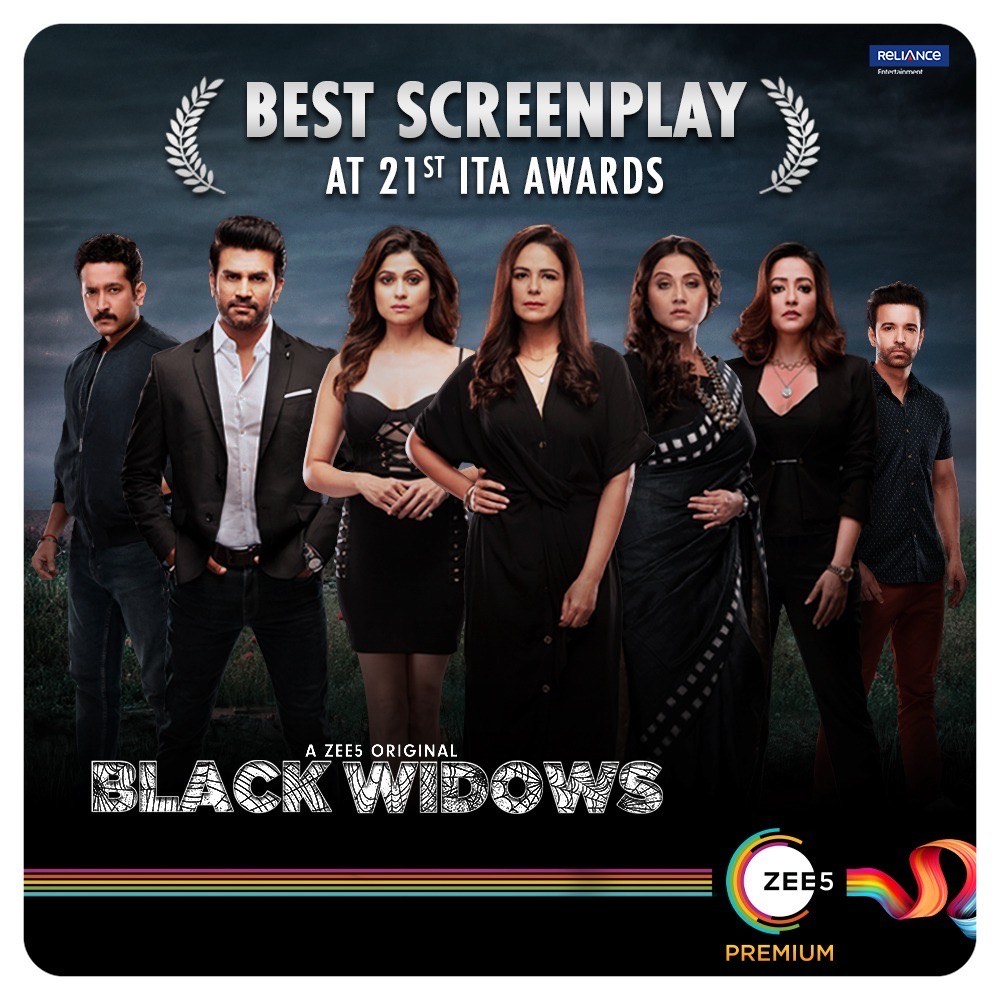 RELIANCE
Entertainment
BEST SCREENPLAY
AT 21ST ITA AWARDS
A ZEE5 ORIGINAL
BLACK WIDOWS
ZEE5
PREMIUM